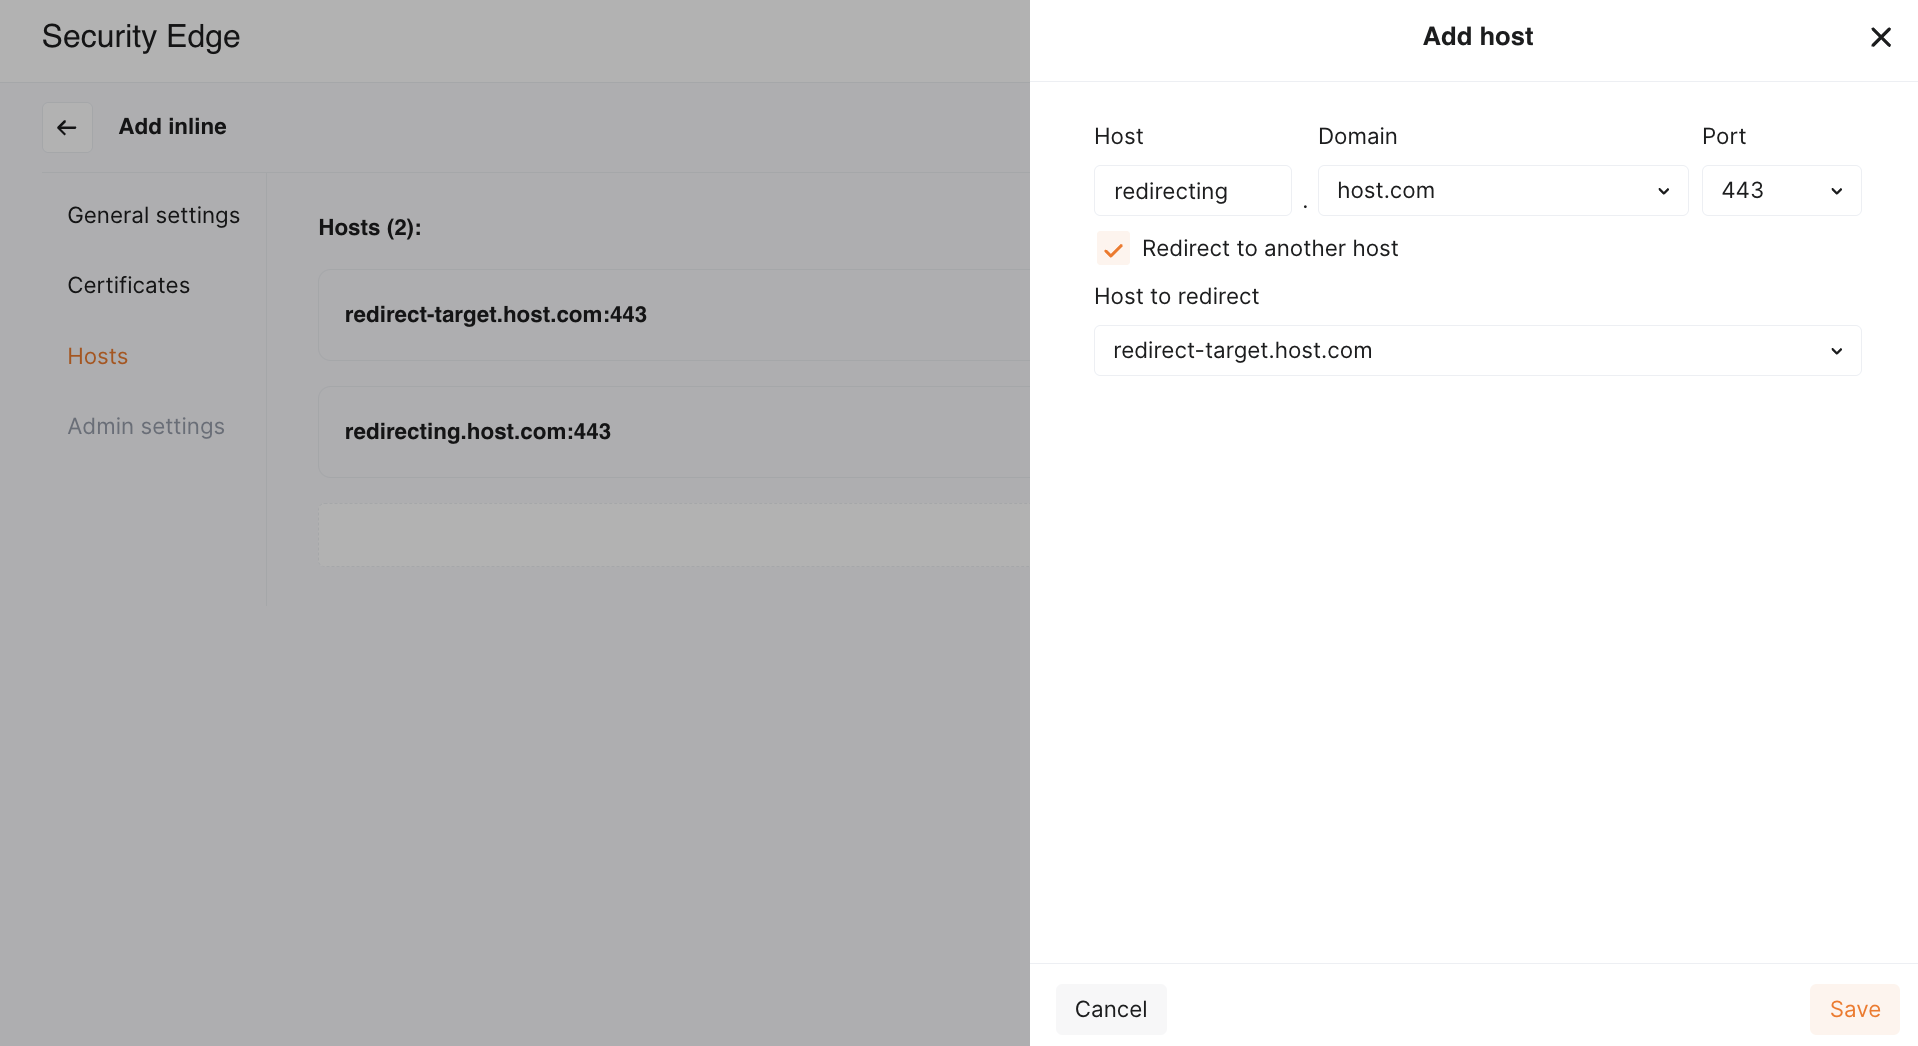 Security Edge
Add inline
General settings
Certificates
Hosts
Admin settings
Hosts (2):
redirect-target.host.com:443
redirecting.host.com:443
Add host
Host
Domain
Port
redirecting
.
host.com
443
Redirect to another host
Host to redirect
redirect-target.host.com
Cancel
Save